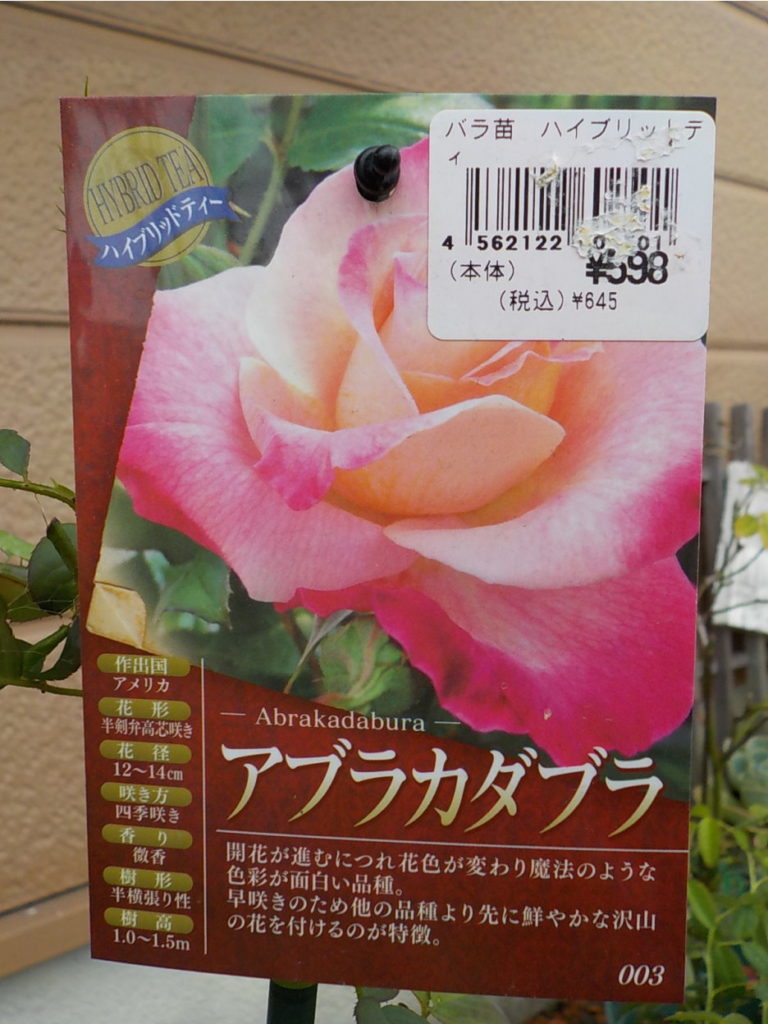 HYBRID TEA
ハイブリッドティー
バラ苗　ハイブリットテ
ィ
4 562122
(本体) ¥598
(税込) ¥645
作出国
アメリカ
花形
半剣弁高芯咲き
花径
12～14cm
咲き方
四季咲き
香り
微香
樹形
半横張り性
樹高
1.0～1.5m
— Abrakadabura —
アブラカダブラ
開花が進むにつれ花色が変わり魔法のような
色彩が面白い品種。
早咲きのため他の品種より先に鮮やかな沢山
の花を付けるのが特徴。
003